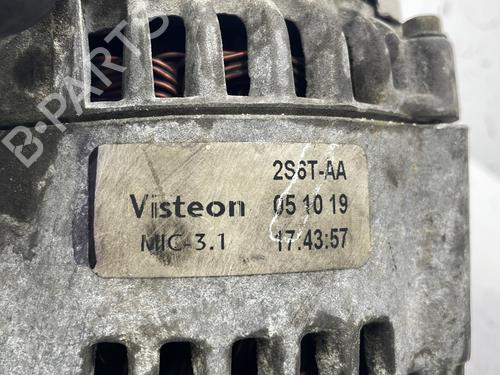 B-PARTS
2S6T-AA
Visteon 05 10 19
MIC-3.1 17:43:57